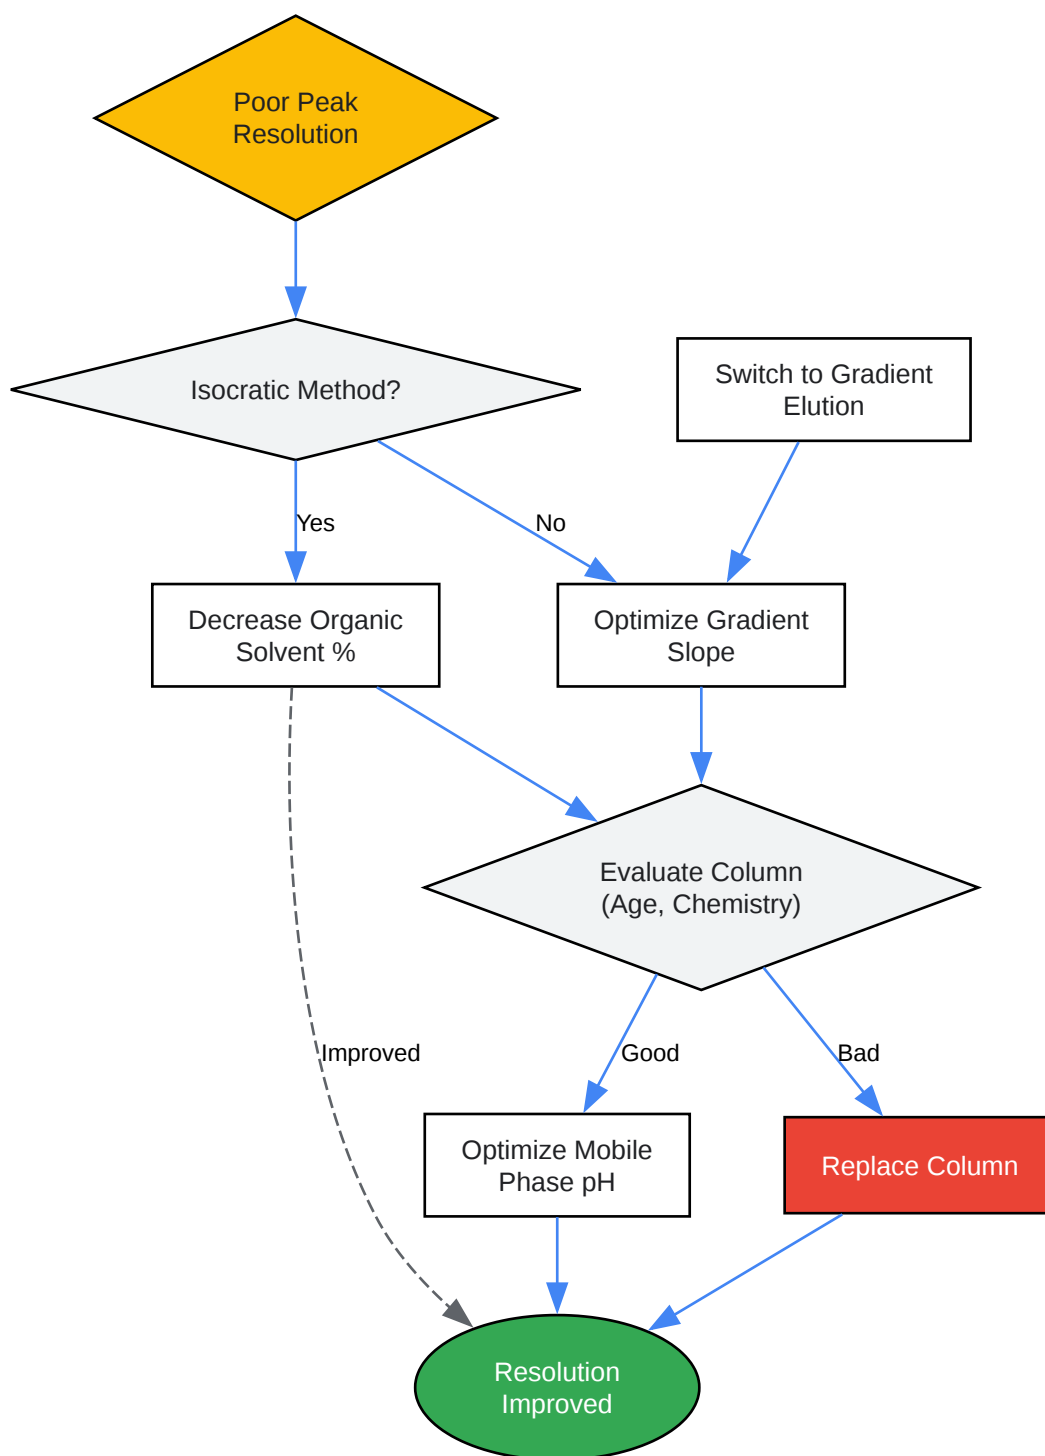 Poor Peak
Resolution
Isocratic Method?
Switch to Gradient
Elution
Yes
No
Decrease Organic
Solvent %
Optimize Gradient
Slope
Evaluate Column
(Age, Chemistry)
Improved
Good
Bad
Optimize Mobile
Phase pH
Replace Column
Resolution
Improved